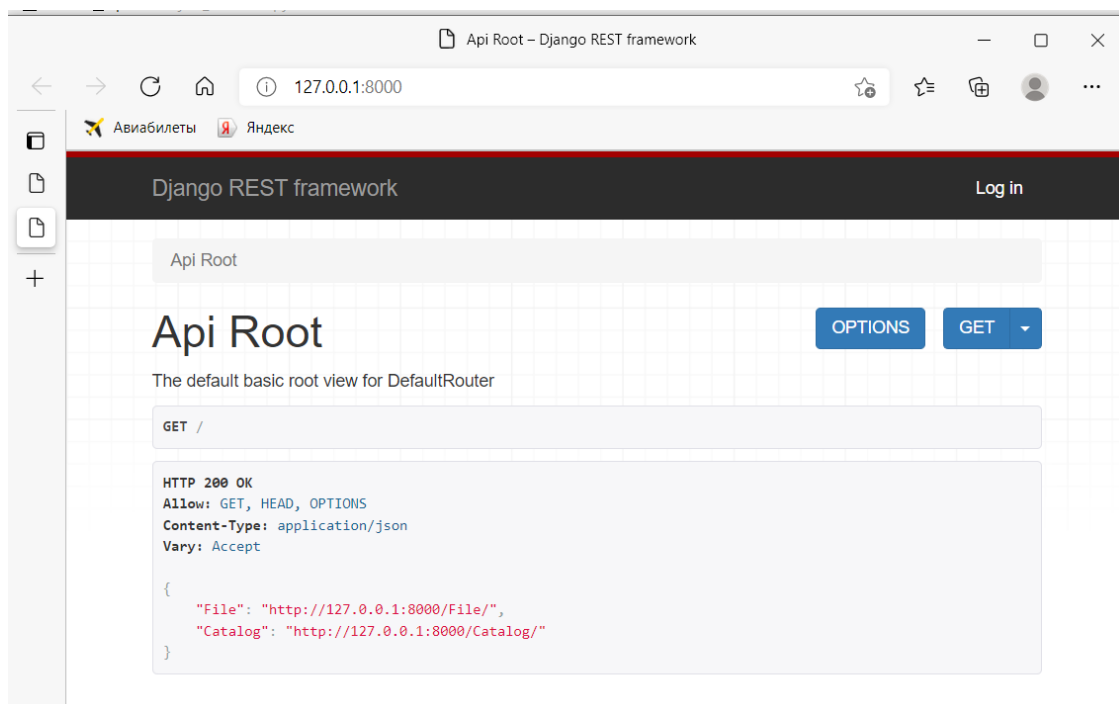 Api Root – Django REST framework
127.0.0.1:8000
Авиабилеты Я Яндекс
Django REST framework Log in
Api Root
Api Root OPTIONS GET
The default basic root view for DefaultRouter
GET /
HTTP 200 OK
Allow: GET, HEAD, OPTIONS
Content-Type: application/json
Vary: Accept
{
"File": "http://127.0.0.1:8000/File/",
"Catalog": "http://127.0.0.1:8000/Catalog/"
}